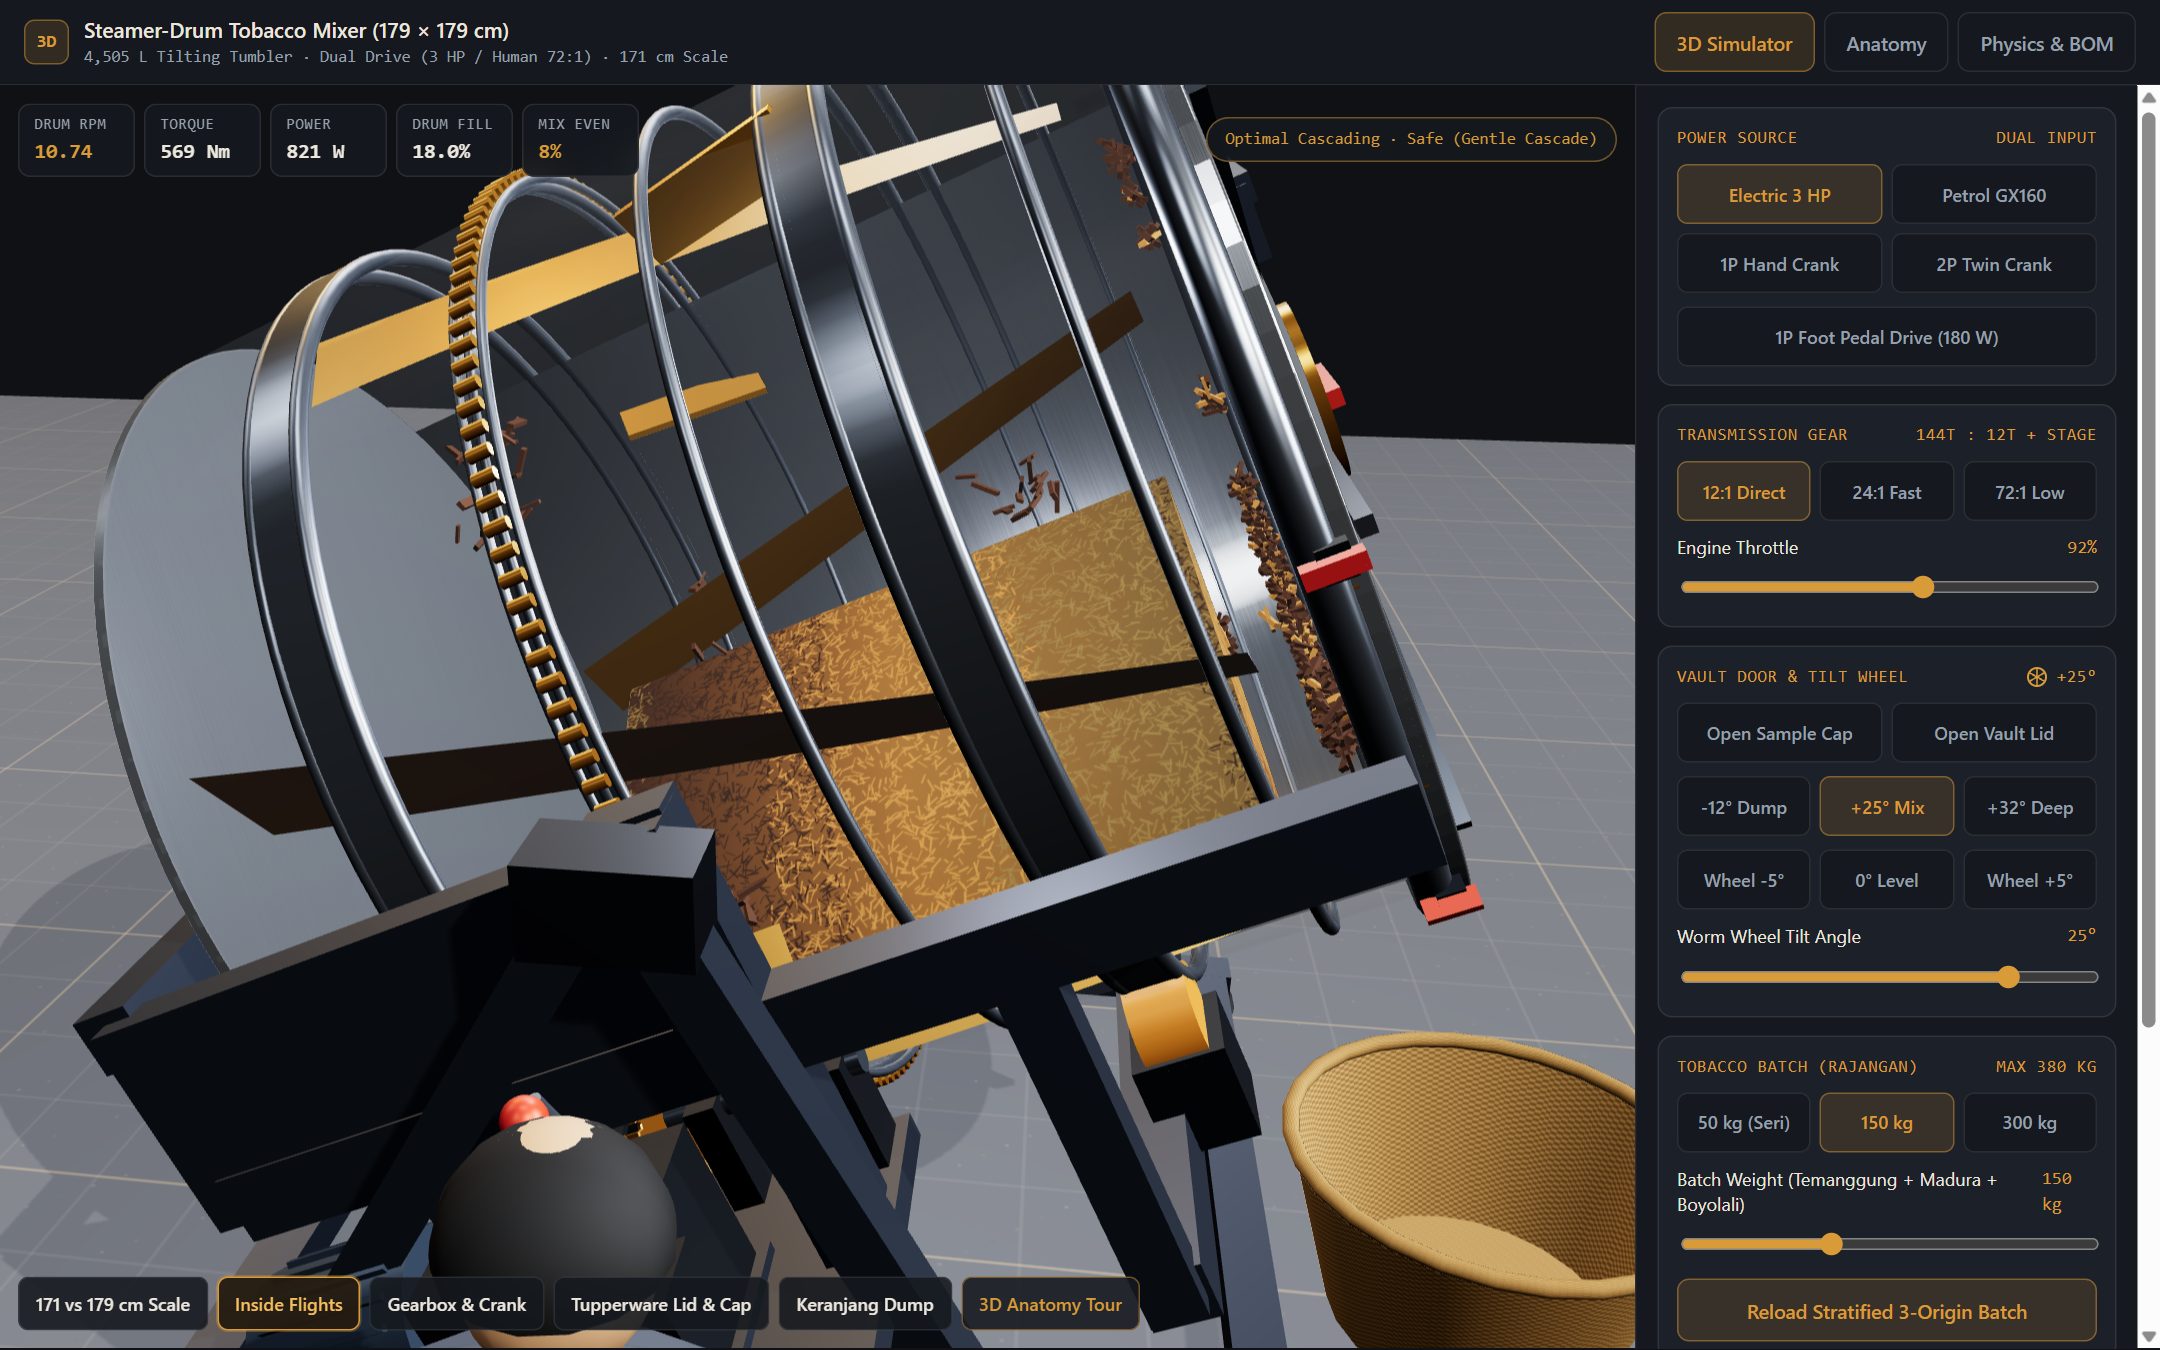 3D
Steamer-Drum Tobacco Mixer (179 × 179 cm)
4,505 L Tilting Tumbler · Dual Drive (3 HP / Human 72:1) · 171 cm Scale
3D Simulator
Anatomy
Physics & BOM
DRUM RPM
10.74
TORQUE
569 Nm
POWER
821 W
DRUM FILL
18.0%
MIX EVEN
8%
Optimal Cascading · Safe (Gentle Cascade)
POWER SOURCE
DUAL INPUT
Electric 3 HP
Petrol GX160
1P Hand Crank
2P Twin Crank
1P Foot Pedal Drive (180 W)
TRANSMISSION GEAR
144T : 12T + STAGE
12:1 Direct
24:1 Fast
72:1 Low
Engine Throttle
92%
VAULT DOOR & TILT WHEEL
+25°
Open Sample Cap
Open Vault Lid
-12° Dump
+25° Mix
+32° Deep
Wheel -5°
0° Level
Wheel +5°
Worm Wheel Tilt Angle
25°
TOBACCO BATCH (RAJANGAN)
MAX 380 KG
50 kg (Seri)
150 kg
300 kg
Batch Weight (Temanggung + Madura +
Boyolali)
150
kg
Reload Stratified 3-Origin Batch
171 vs 179 cm Scale
Inside Flights
Gearbox & Crank
Tupperware Lid & Cap
Keranjang Dump
3D Anatomy Tour